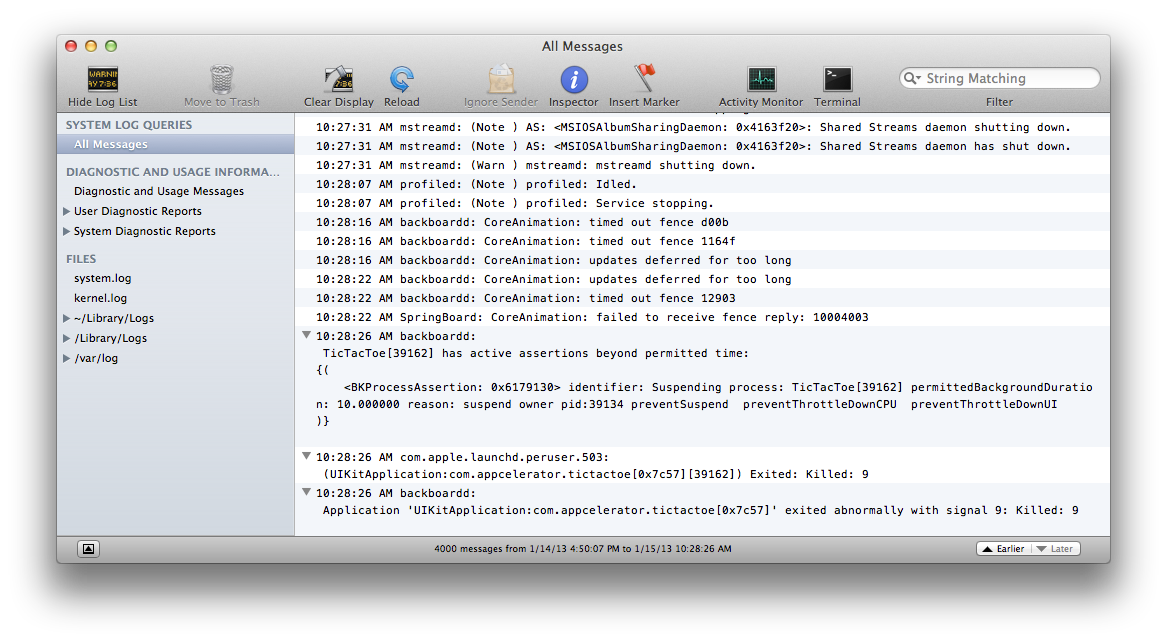 All Messages
WARNIN
AY 7:36
7:36
Hide Log List
Move to Trash
Clear Display
Reload
Ignore Sender
Inspector
Insert Marker
Activity Monitor
Terminal
String Matching
Filter
SYSTEM LOG QUERIES
All Messages
DIAGNOSTIC AND USAGE INFORMA...
Diagnostic and Usage Messages
User Diagnostic Reports
System Diagnostic Reports
FILES
system.log
kernel.log
~/Library/Logs
/Library/Logs
/var/log
10:27:31 AM mstreamd: (Note ) AS: <MSIOSAlbumSharingDaemon: 0x4163f20>: Shared Streams daemon shutting down.
10:27:31 AM mstreamd: (Note ) AS: <MSIOSAlbumSharingDaemon: 0x4163f20>: Shared Streams daemon has shut down.
10:27:31 AM mstreamd: (Warn ) mstreamd: mstreamd shutting down.
10:28:07 AM profiled: (Note ) profiled: Idled.
10:28:07 AM profiled: (Note ) profiled: Service stopping.
10:28:16 AM backboardd: CoreAnimation: timed out fence d00b
10:28:16 AM backboardd: CoreAnimation: timed out fence 1164f
10:28:16 AM backboardd: CoreAnimation: updates deferred for too long
10:28:22 AM backboardd: CoreAnimation: updates deferred for too long
10:28:22 AM backboardd: CoreAnimation: timed out fence 12903
10:28:22 AM SpringBoard: CoreAnimation: failed to receive fence reply: 10004003
10:28:26 AM backboardd:
TicTacToe[39162] has active assertions beyond permitted time:
{(
<BKProcessAssertion: 0x6179130> identifier: Suspending process: TicTacToe[39162] permittedBackgroundDuratio
n: 10.000000 reason: suspend owner pid:39134 preventSuspend  preventThrottleDownCPU  preventThrottleDownUI
)}
10:28:26 AM com.apple.launchd.peruser.503:
(UIKitApplication:com.appcelerator.tictactoe[0x7c57][39162]) Exited: Killed: 9
10:28:26 AM backboardd:
Application 'UIKitApplication:com.appcelerator.tictactoe[0x7c57]' exited abnormally with signal 9: Killed: 9
4000 messages from 1/14/13 4:50:07 PM to 1/15/13 10:28:26 AM
Earlier
Later